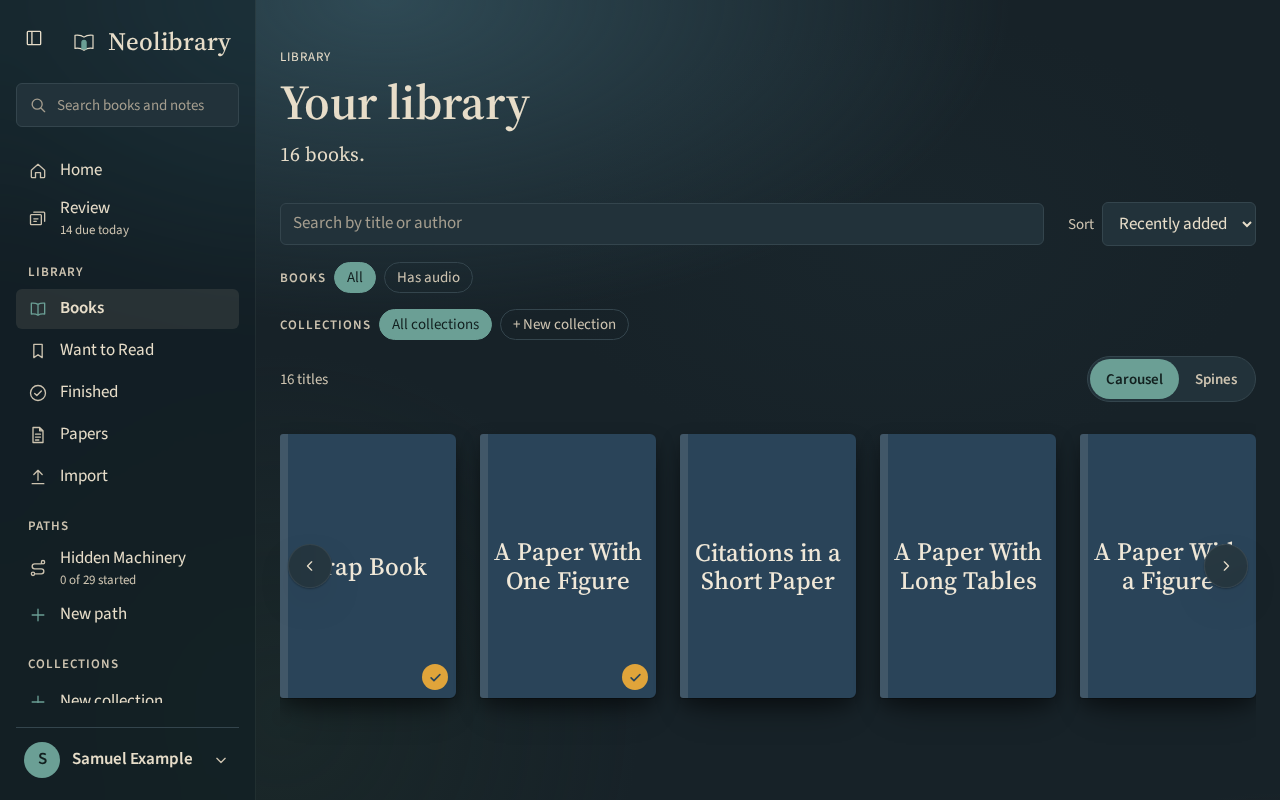 Neolibrary
Search books and notes
Home
Review
14 due today
LIBRARY
Books
Want to Read
Finished
Papers
Import
PATHS
Hidden Machinery
0 of 29 started
New path
COLLECTIONS
New collection
S
Samuel Example
LIBRARY
Your library
16 books.
Search by title or author
Sort
Recently added
BOOKS
All
Has audio
COLLECTIONS
All collections
+ New collection
16 titles
Carousel
Spines
Book
A Paper With
One Figure
Citations in a
Short Paper
A Paper With
Long Tables
A Paper With
a Figure